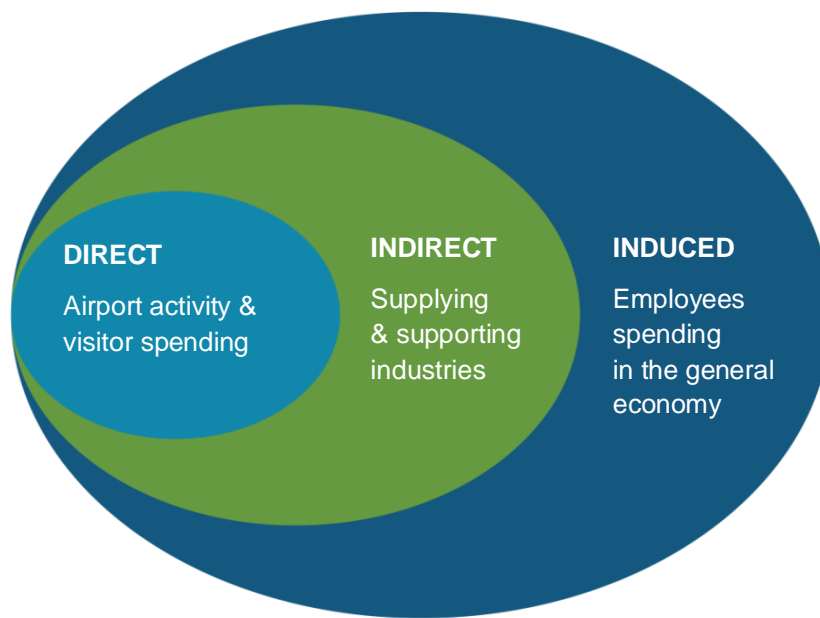 DIRECT
Airport activity &
visitor spending
INDIRECT
Supplying
& supporting
industries
INDUCED
Employees
spending
in the general
economy